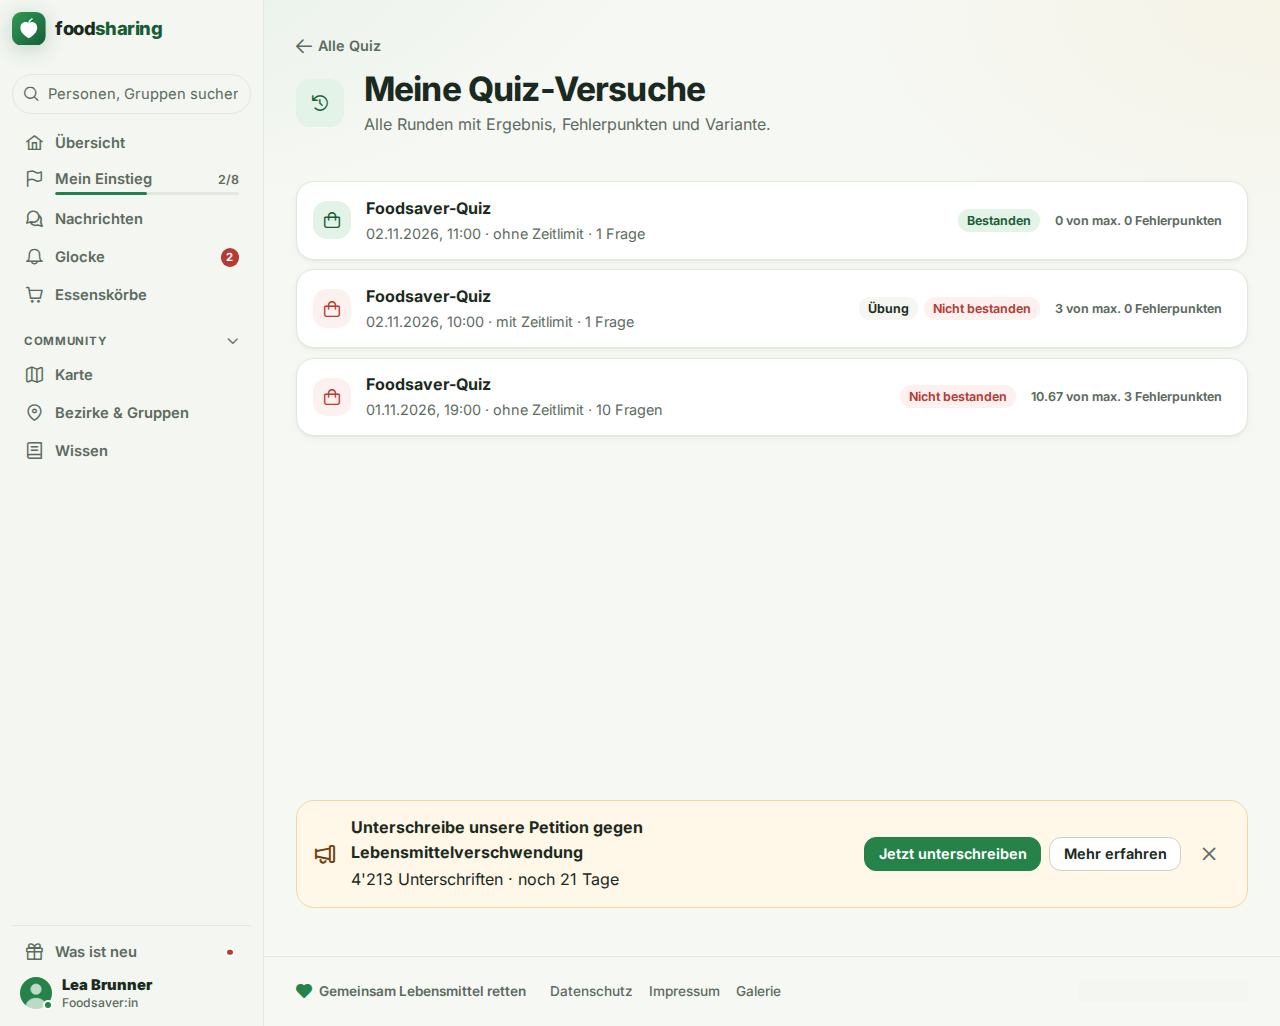 foodsharing
Personen, Gruppen sucher
Übersicht
Mein Einstieg 2/8
Nachrichten
Glocke 2
Essenskörbe
COMMUNITY
Karte
Bezirke & Gruppen
Wissen
Was ist neu
Lea Brunner
Foodsaver:in
Alle Quiz
Meine Quiz-Versuche
Alle Runden mit Ergebnis, Fehlerpunkten und Variante.
Foodsaver-Quiz
02.11.2026, 11:00 · ohne Zeitlimit · 1 Frage
Bestanden 0 von max. 0 Fehlerpunkten
Foodsaver-Quiz
02.11.2026, 10:00 · mit Zeitlimit · 1 Frage
Übung Nicht bestanden 3 von max. 0 Fehlerpunkten
Foodsaver-Quiz
01.11.2026, 19:00 · ohne Zeitlimit · 10 Fragen
Nicht bestanden 10.67 von max. 3 Fehlerpunkten
Unterschreibe unsere Petition gegen
Lebensmittelverschwendung
4'213 Unterschriften · noch 21 Tage
Jetzt unterschreiben Mehr erfahren
Gemeinsam Lebensmittel retten Datenschutz Impressum Galerie